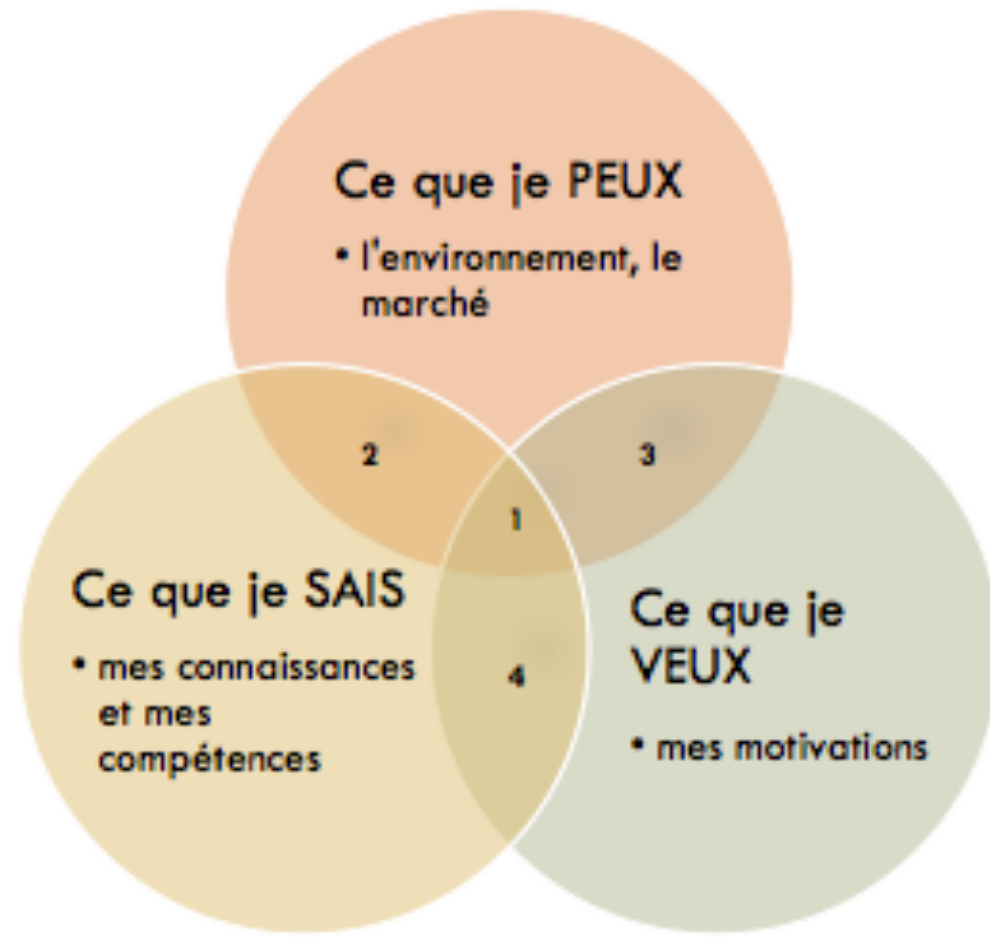 Ce que je PEUX
• l'environnement, le
marché
2
3
1
Ce que je SAIS
• mes connaissances
et mes
compétences
4
Ce que je
VEUX
• mes motivations